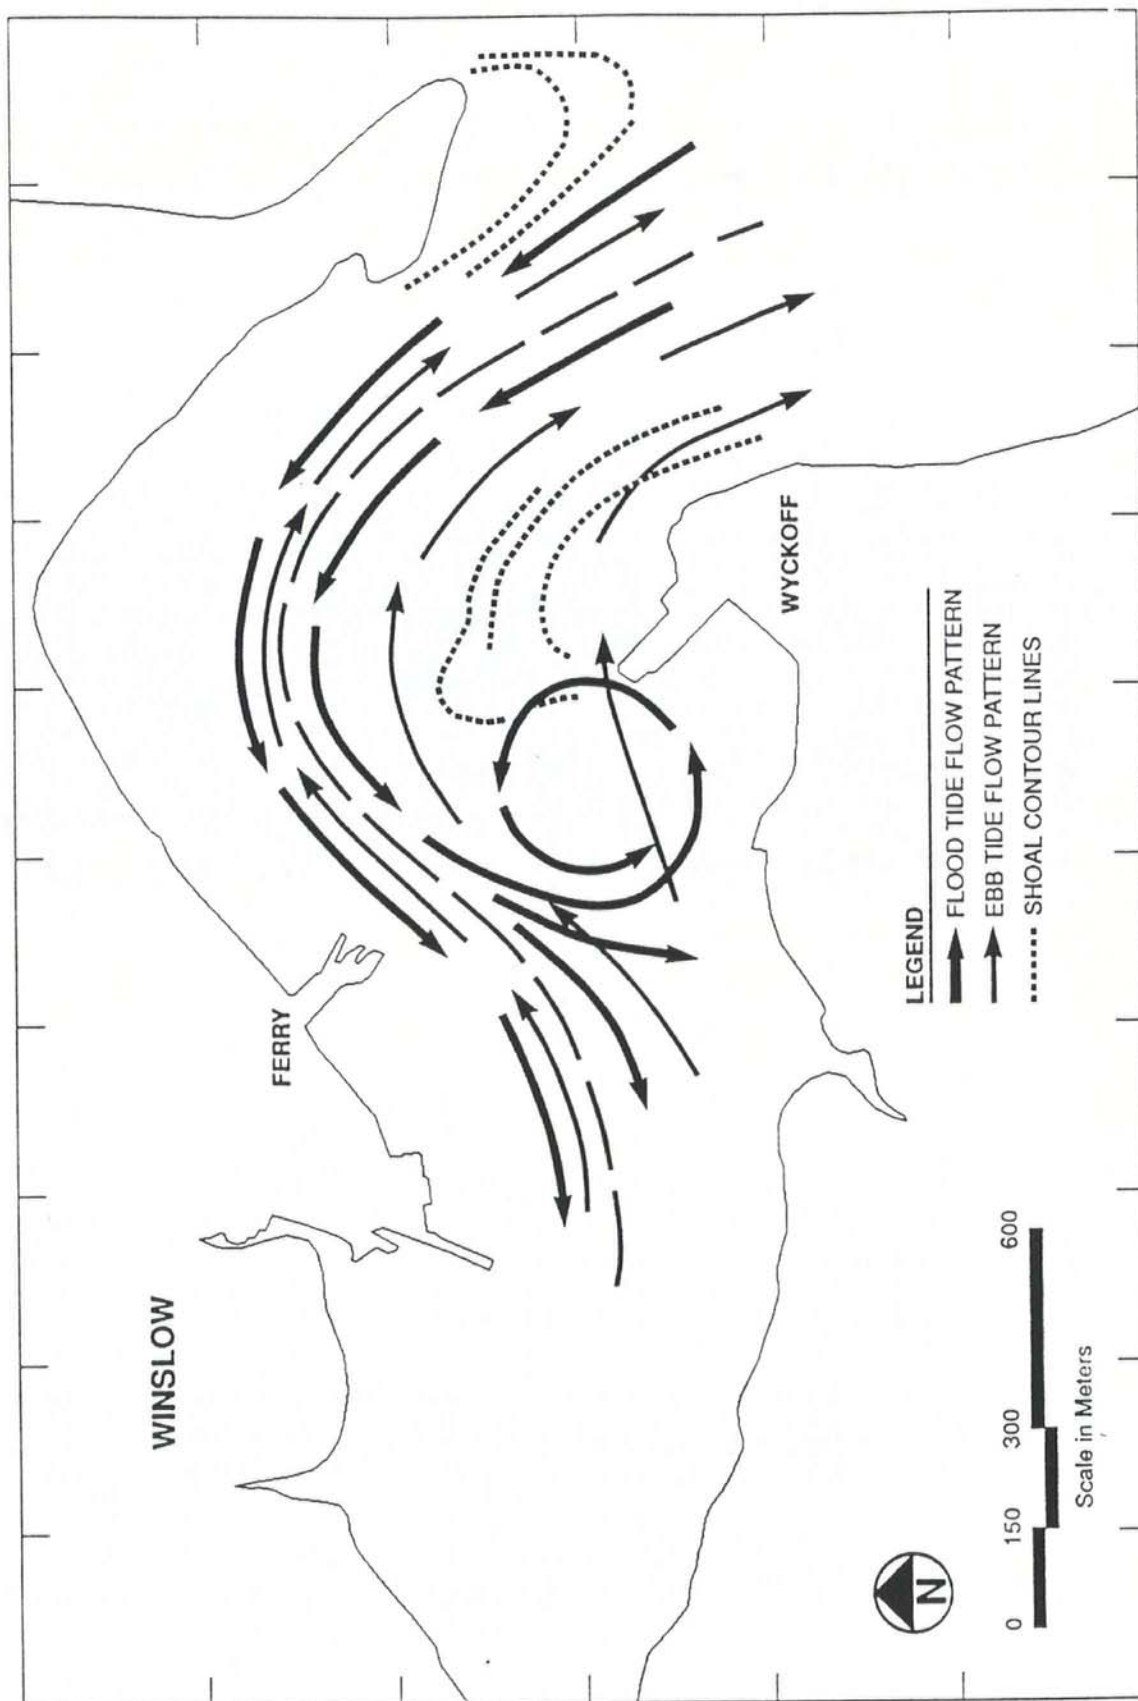 WINSLOW
FERRY
WYCKOFF
LEGEND
FLOOD TIDE FLOW PATTERN
EBB TIDE FLOW PATTERN
SHOAL CONTOUR LINES
N
0 150 300 600
Scale in Meters